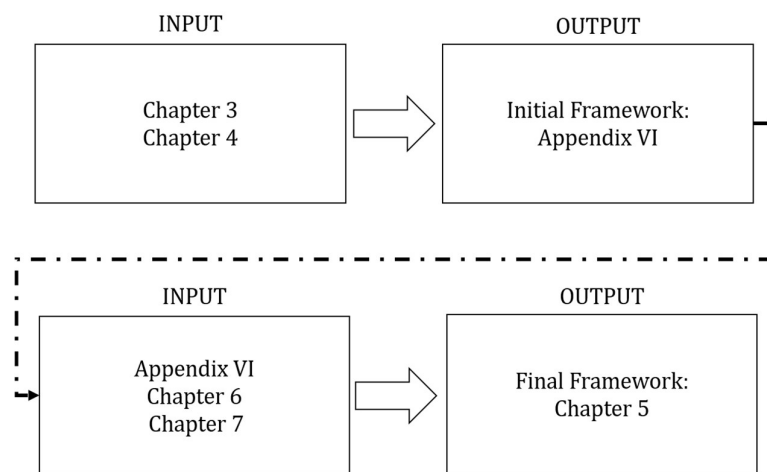 INPUT
OUTPUT
Chapter 3
Chapter 4
Initial Framework:
Appendix VI
INPUT
OUTPUT
Appendix VI
Chapter 6
Chapter 7
Final Framework:
Chapter 5